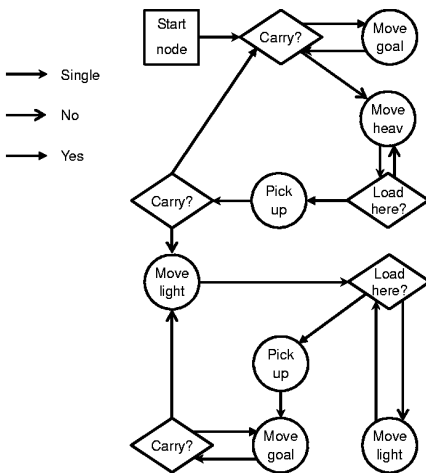 Start
node
Carry?
Move
goal
Single
No
Yes
Move
heav
Carry?
Pick
up
Load
here?
Move
light
Load
here?
Pick
up
Carry?
Move
goal
Move
light